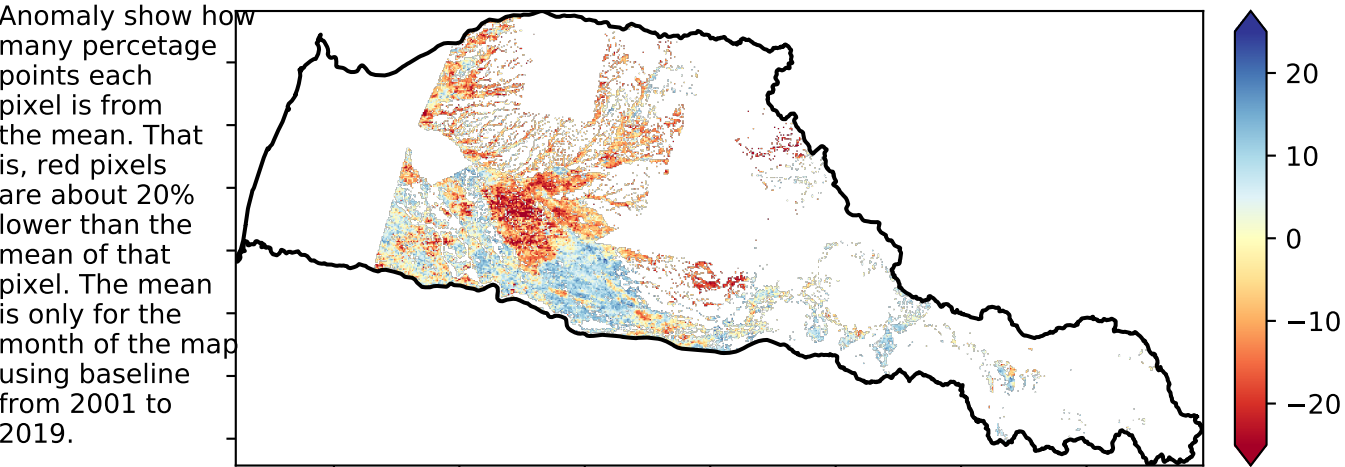 Anomaly show how
many percetage
points each
pixel is from
the mean. That
is, red pixels
are about 20%
lower than the
mean of that
pixel. The mean
is only for the
month of the map
using baseline
from 2001 to
2019.
20
10
0
−10
−20